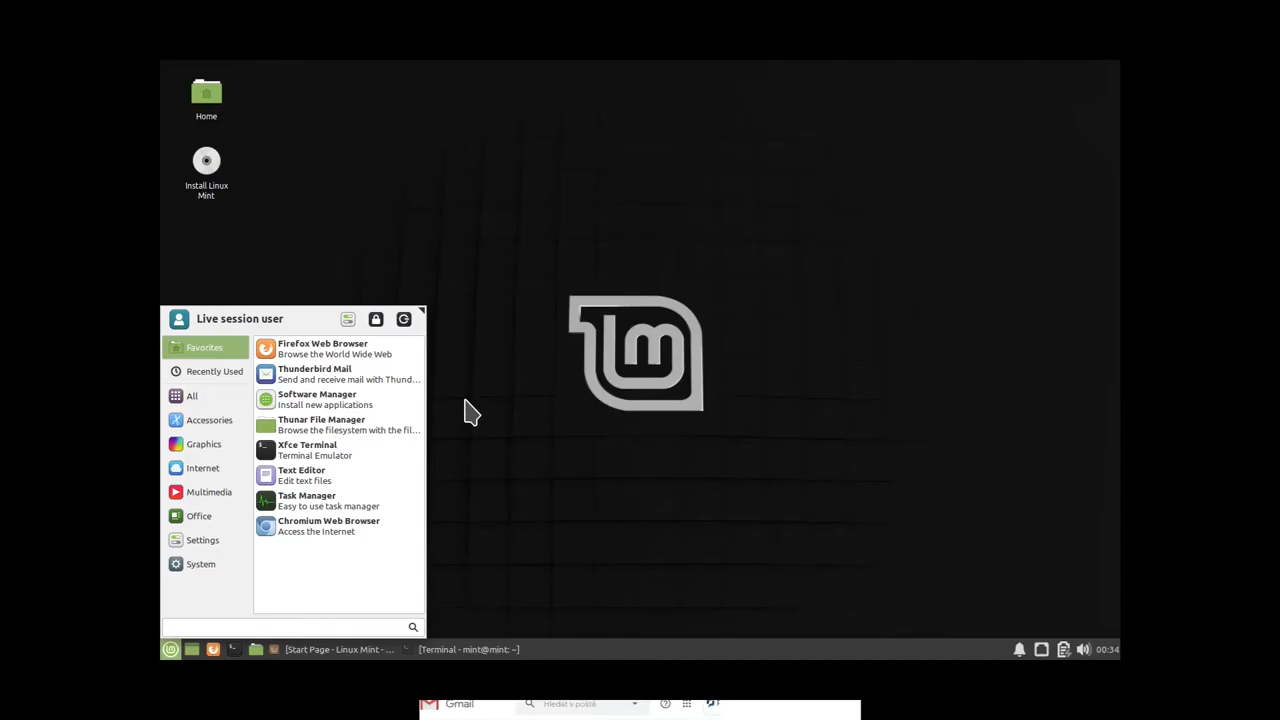 Home
Install Linux
Mint
Live session user
Favorites
Recently Used
All
Accessories
Graphics
Internet
Multimedia
Office
Settings
System
Firefox Web Browser
Browse the World Wide Web
Thunderbird Mail
Send and receive mail with Thund...
Software Manager
Install new applications
Thunar File Manager
Browse the filesystem with the fil...
Xfce Terminal
Terminal Emulator
Text Editor
Edit text files
Task Manager
Easy to use task manager
Chromium Web Browser
Access the Internet
lm
[Start Page - Linux Mint - ...
[Terminal - mint@mint: ~]
00:34
Gmail
Hledat v poště